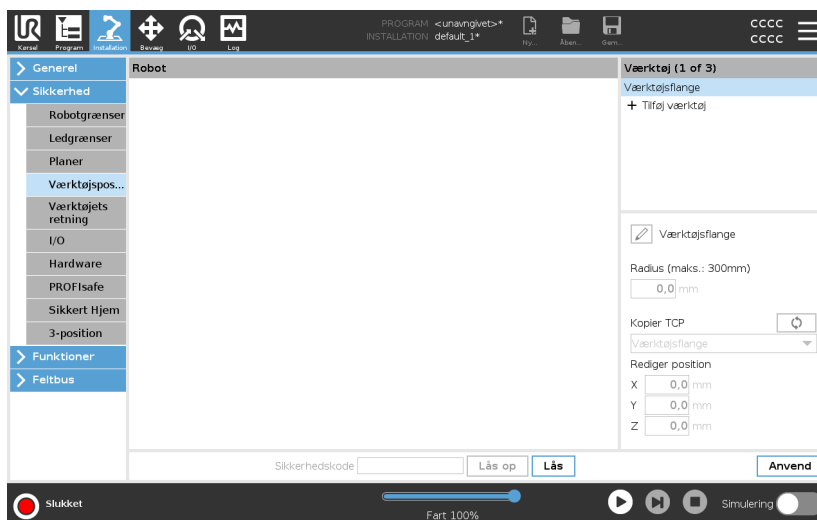 UR
Kørsel
Program
Installation
Bevæg
I/O
Log
PROGRAM <unavngivet>*
INSTALLATION default_1*
Ny...
Åben...
Gem...
cccc
cccc
Generel
Sikkerhed
Robotgrænser
Ledgrænser
Planer
Værktøjspos...
Værktøjets
retning
I/O
Hardware
PROFIsafe
Sikkert Hjem
3-position
Funktioner
Feltbus
Robot
Værktøj (1 of 3)
Værktøjsflange
+ Tilføj værktøj
Værktøjsflange
Radius (maks.: 300mm)
0,0 mm
Kopier TCP
Værktøjsflange
Rediger position
X 0,0 mm
Y 0,0 mm
Z 0,0 mm
Sikkerhedskode
Lås op
Lås
Anvend
Slukket
Fart 100%
Simulering